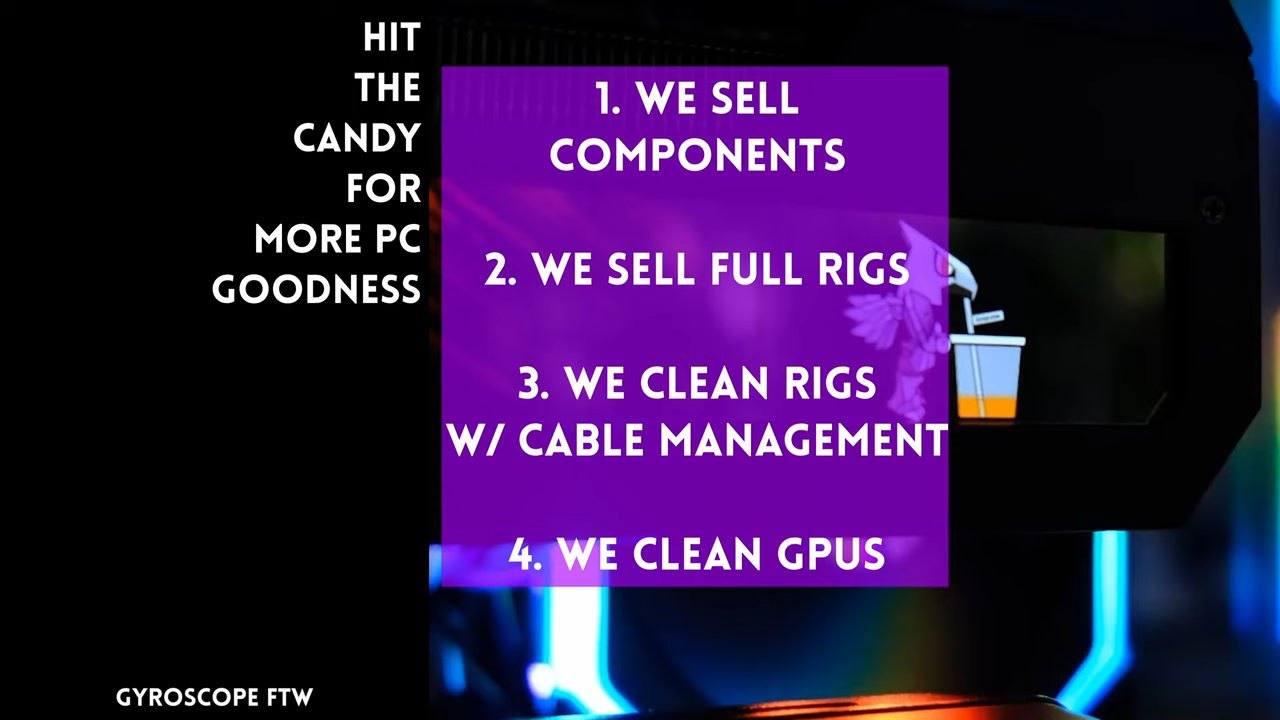 HIT
THE
CANDY
FOR
MORE PC
GOODNESS
1. WE SELL
COMPONENTS
2. WE SELL FULL RIGS
3. WE CLEAN RIGS
W/ CABLE MANAGEMENT
4. WE CLEAN GPUS
GYROSCOPE FTW